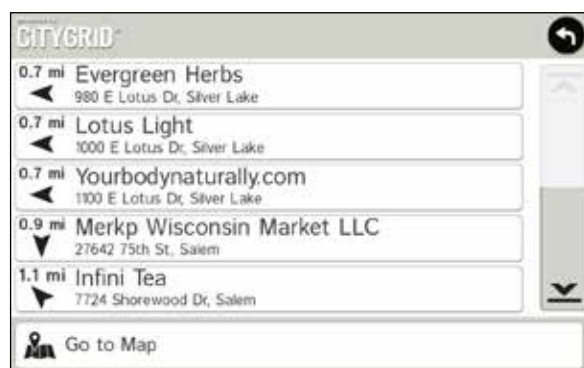 CITYGRID
0.7 mi Evergreen Herbs
980 E Lotus Dr, Silver Lake
0.7 mi Lotus Light
1000 E Lotus Dr, Silver Lake
0.7 mi Yourbodynaturally.com
1100 E Lotus Dr, Silver Lake
0.9 mi Merkp Wisconsin Market LLC
27642 75th St, Salem
1.1 mi Infini Tea
7724 Shorewood Dr, Salem
Go to Map